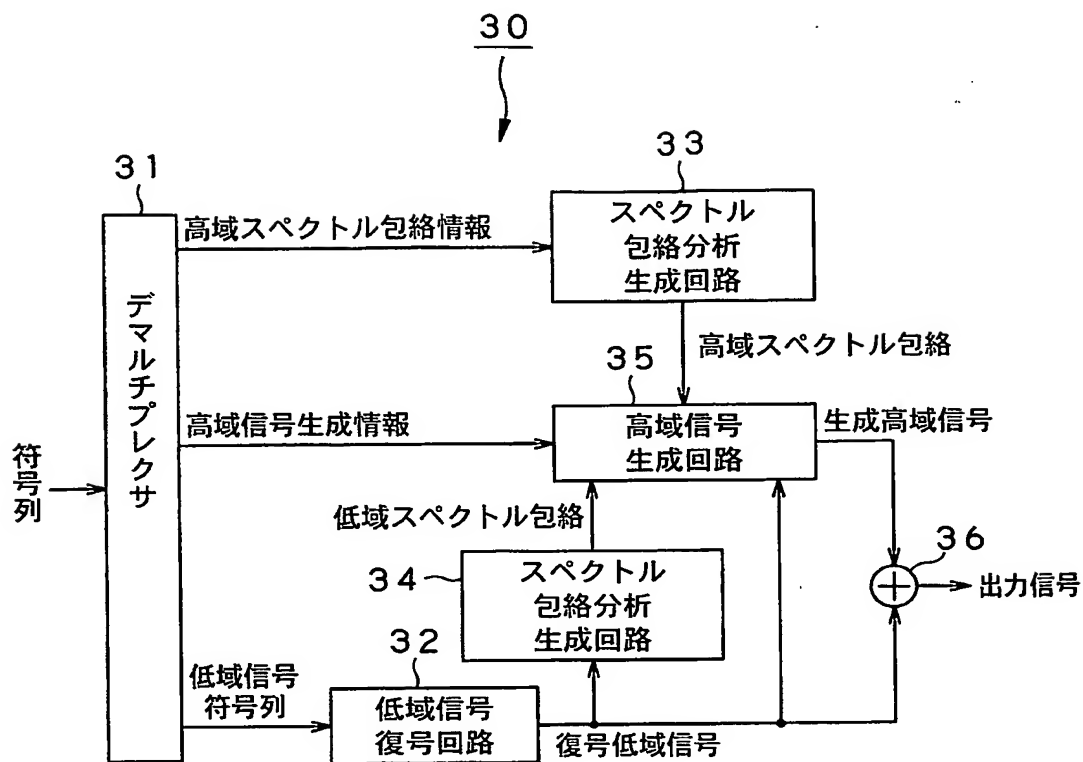 30
31
33
高域スペクトル包絡情報
スペクトル
包絡分析
生成回路
デマルチプレクサ
高域スペクトル包絡
35
高域信号生成情報
高域信号
生成回路
生成高域信号
符号列
低域スペクトル包絡
34
スペクトル
包絡分析
生成回路
36
出力信号
32
低域信号
符号列
低域信号
復号回路
復号低域信号